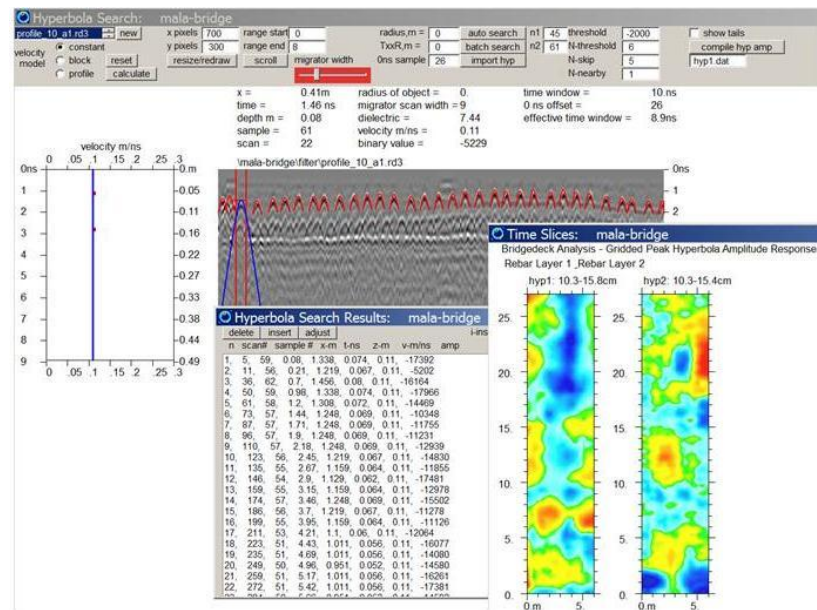 Hyperbola Search: mala-bridge
profile_10_a1.rd3 new x pixels 700 range start 0 radius,m = 0 auto search n1 45 threshold -2000 show tails
velocity model constant y pixels 300 range end 8 TxxR,m = 0 batch search n2 61 N-threshold 6 compile hyp amp
block reset resize/redraw scroll migrator width 0ns sample 26 import hyp N-skip 5 hyp1.dat
profile calculate N-nearby 1
x = 0.41m radius of object = 0. time window = 10.ns
time = 1.46 ns migrator scan width = 9 0 ns offset = 26
depth m = 0.08 dielectric = 7.44 effective time window = 8.9ns
sample = 61 velocity m/ns = 0.11
scan = 22 binary value = -5229
velocity m/ns
0 .05 .1 .15 .2 .25 .3
\mala-bridge\filter\profile_10_a1.rd3
0ns 0.m 0ns
1 0.05 1
2 0.11 2
3 0.16
4 0.22
5 0.27
6 0.33
7 0.38
8 0.44
9 0.49
0 .05 .1 .15 .2 .25 .3
Time Slices: mala-bridge
Bridgedeck Analysis - Gridded Peak Hyperbola Amplitude Response
Rebar Layer 1 ,Rebar Layer 2
hyp1: 10.3-15.8cm hyp2: 10.3-15.4cm
25. 25.
20. 20.
15. 15.
10. 10.
5. 5.
0. 0.
0.m 5. 0.m 5.
Hyperbola Search Results: mala-bridge
delete insert adjust i-ins
n scan# sample # x-m t-ns z-m v-m/ns amp
1, 5, 59, 0.08, 1.338, 0.074, 0.11, -17392
2, 11, 56, 0.21, 1.219, 0.067, 0.11, -5202
3, 36, 62, 0.7, 1.456, 0.08, 0.11, -16164
4, 50, 59, 0.98, 1.338, 0.074, 0.11, -17966
5, 61, 58, 1.2, 1.308, 0.072, 0.11, -14469
6, 73, 57, 1.44, 1.248, 0.069, 0.11, -10348
7, 87, 57, 1.71, 1.248, 0.069, 0.11, -11755
8, 96, 57, 1.9, 1.248, 0.069, 0.11, -11231
9, 110, 57, 2.18, 1.248, 0.069, 0.11, -12939
10, 123, 56, 2.45, 1.219, 0.067, 0.11, -14830
11, 135, 55, 2.67, 1.159, 0.064, 0.11, -11855
12, 146, 54, 2.9, 1.129, 0.062, 0.11, -17481
13, 159, 55, 3.15, 1.159, 0.064, 0.11, -12978
14, 174, 57, 3.46, 1.248, 0.069, 0.11, -15502
15, 186, 56, 3.7, 1.219, 0.067, 0.11, -11278
16, 199, 55, 3.95, 1.159, 0.064, 0.11, -11126
17, 211, 53, 4.21, 1.1, 0.06, 0.11, -12064
18, 223, 51, 4.43, 1.011, 0.056, 0.11, -16077
19, 235, 51, 4.69, 1.011, 0.056, 0.11, -14080
20, 249, 50, 4.96, 0.951, 0.052, 0.11, -14580
21, 259, 51, 5.17, 1.011, 0.056, 0.11, -16261
22, 272, 51, 5.42, 1.011, 0.056, 0.11, -17381